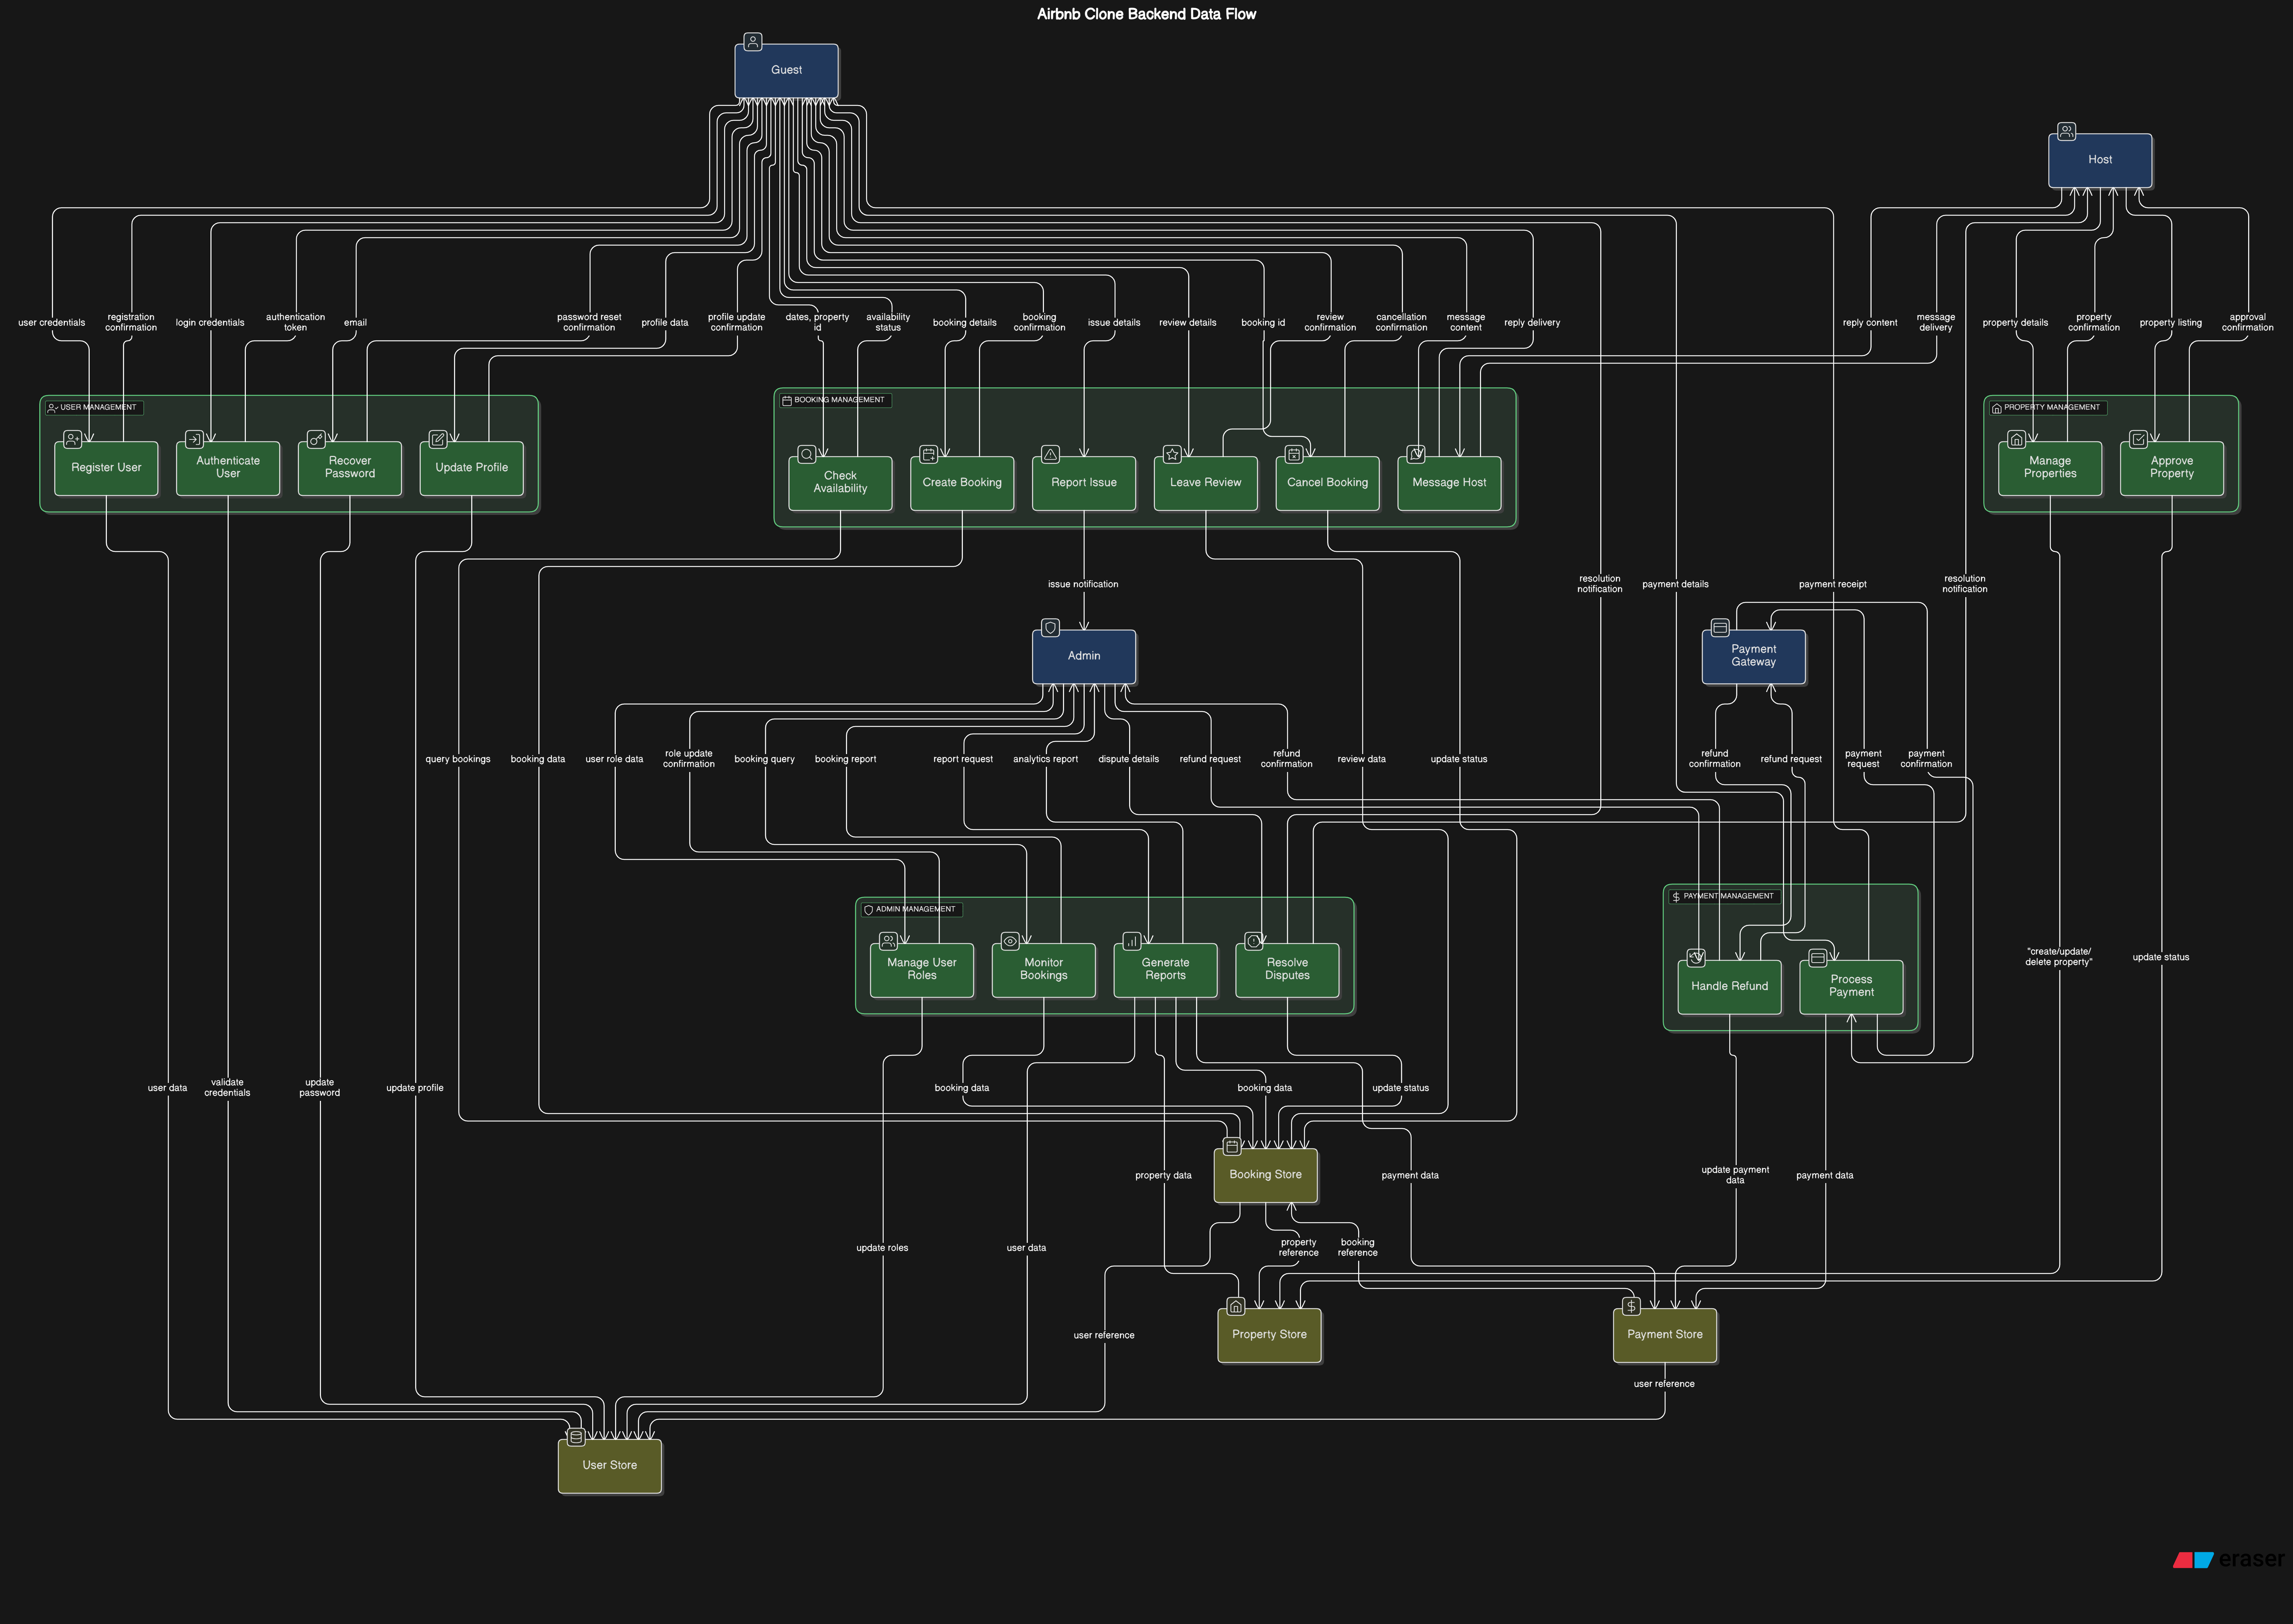 Airbnb Clone Backend Data Flow
Guest
Host
user credentials
registration
confirmation
login credentials
authentication
token
email
password reset
confirmation
profile data
profile update
confirmation
dates, property
id
availability
status
booking details
booking
confirmation
issue details
review details
booking id
review
confirmation
cancellation
confirmation
message
content
reply delivery
reply content
message
delivery
property details
property
confirmation
property listing
approval
confirmation
USER MANAGEMENT
Register User
Authenticate
User
Recover
Password
Update Profile
BOOKING MANAGEMENT
Check
Availability
Create Booking
Report Issue
Leave Review
Cancel Booking
Message Host
PROPERTY MANAGEMENT
Manage
Properties
Approve
Property
issue notification
resolution
notification
payment details
payment receipt
resolution
notification
Admin
Payment
Gateway
query bookings
booking data
user role data
role update
confirmation
booking query
booking report
report request
analytics report
dispute details
refund request
refund
confirmation
review data
update status
refund
confirmation
refund request
payment
request
payment
confirmation
ADMIN MANAGEMENT
Manage User
Roles
Monitor
Bookings
Generate
Reports
Resolve
Disputes
PAYMENT MANAGEMENT
Handle Refund
Process
Payment
"create/update/
delete property"
update status
user data
validate
credentials
update
password
update profile
booking data
booking data
update status
Booking Store
property data
payment data
update payment
data
payment data
update roles
user data
property
reference
booking
reference
user reference
Property Store
Payment Store
user reference
User Store
eraser